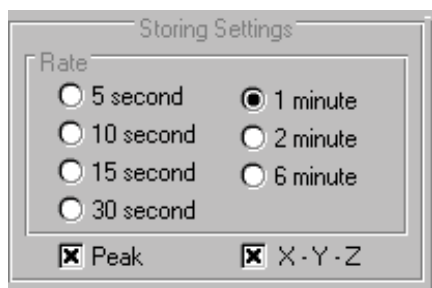 Storing Settings
Rate
5 second
1 minute
10 second
2 minute
15 second
6 minute
30 second
Peak
X - Y - Z